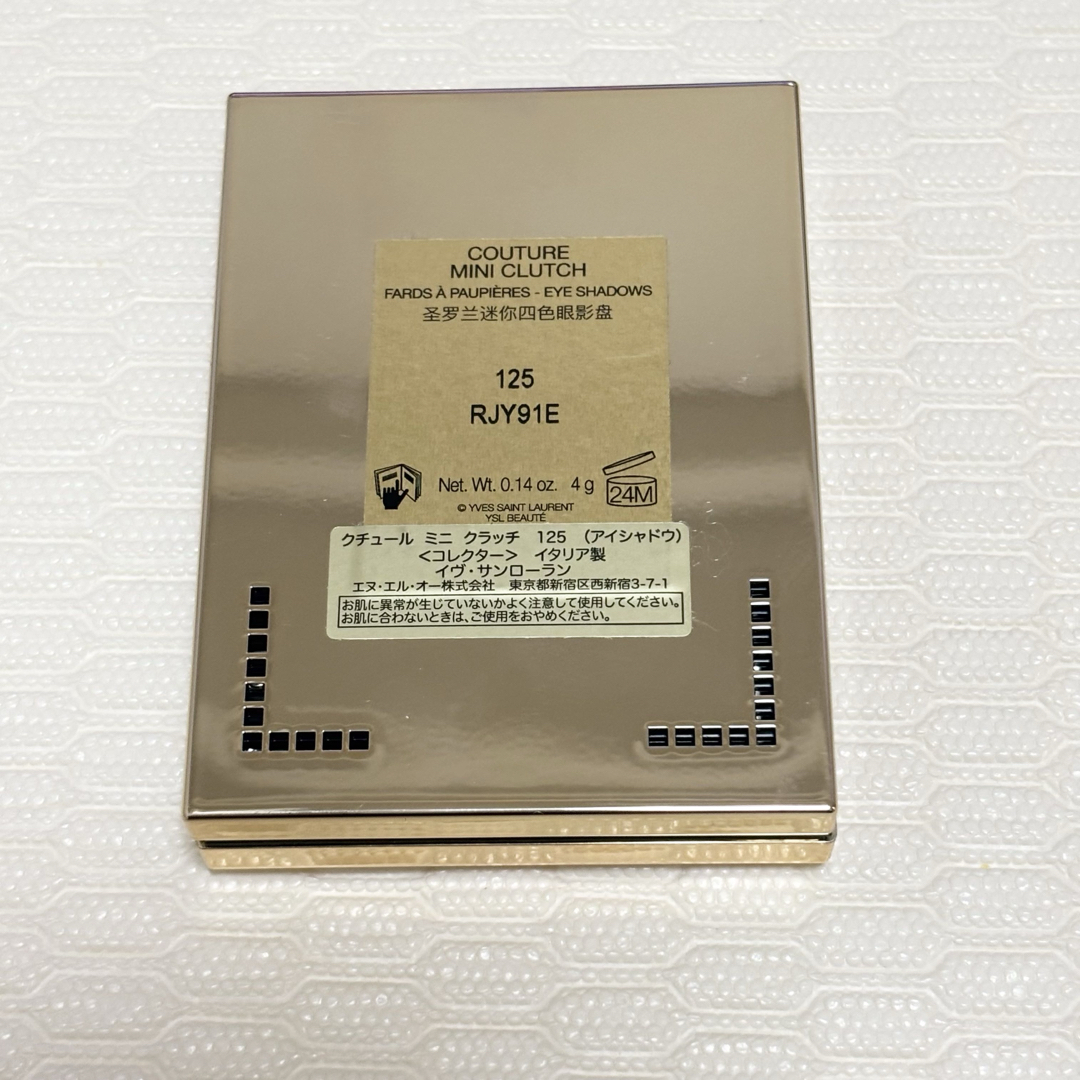 COUTURE
MINI CLUTCH
FARDS À PAUPIÈRES - EYE SHADOWS
圣罗兰迷你四色眼影盘
125
RJY91E
Net. Wt. 0.14 oz. 4 g
24M
© YVES SAINT LAURENT
YSL BEAUTÉ
クチュール ミニ クラッチ 125 （アイシャドウ）
＜コレクター＞ イタリア製
イヴ・サンローラン
エヌ・エル・オー株式会社 東京都新宿区西新宿3-7-1
お肌に異常が生じていないかよく注意して使用してください。
お肌に合わないときは、ご使用をおやめください。